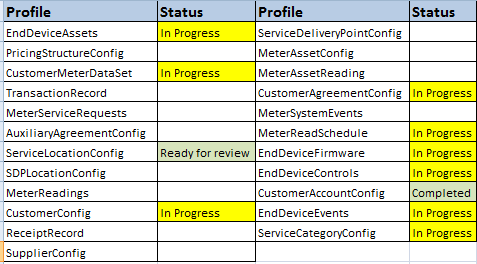 Profile Status Profile Status
EndDeviceAssets In Progress ServiceDeliveryPointConfig
PricingStructureConfig MeterAssetConfig
CustomerMeterDataSet In Progress MeterAssetReading
TransactionRecord CustomerAgreementConfig In Progress
MeterServiceRequests MeterSystemEvents
AuxiliaryAgreementConfig MeterReadSchedule In Progress
ServiceLocationConfig Ready for review EndDeviceFirmware In Progress
SDPLocationConfig EndDeviceControls In Progress
MeterReadings CustomerAccountConfig Completed
CustomerConfig In Progress EndDeviceEvents In Progress
ReceiptRecord ServiceCategoryConfig In Progress
SupplierConfig